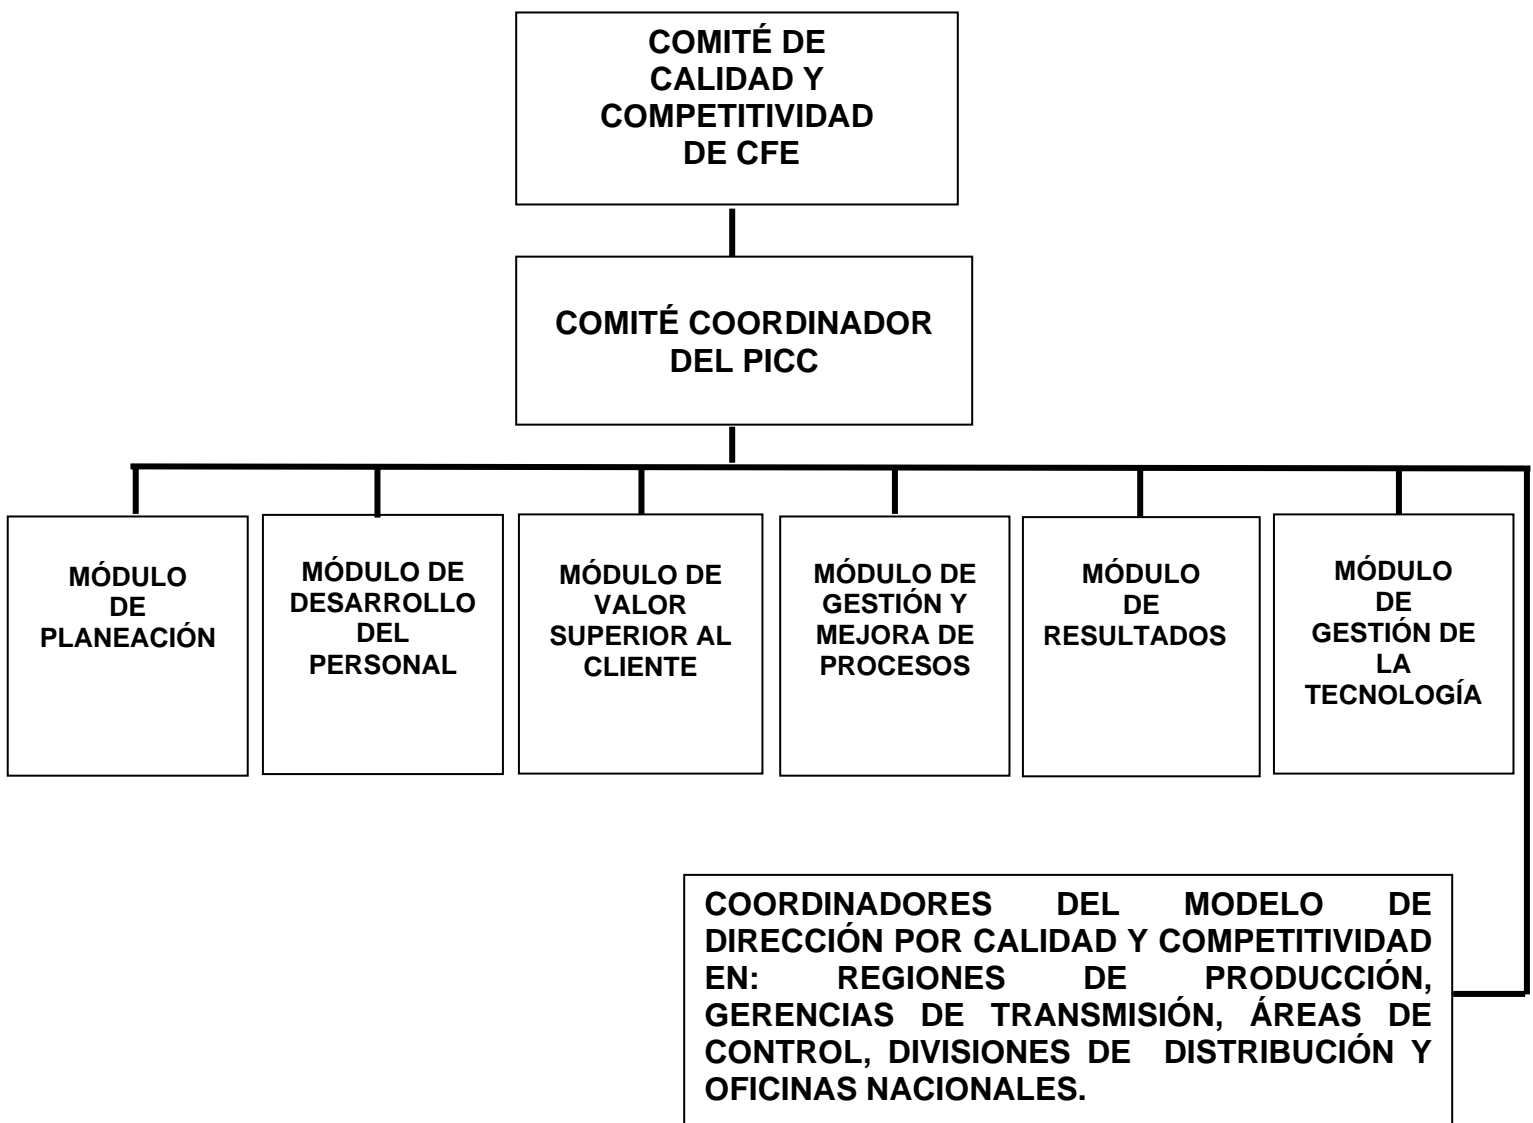 COMITÉ DE
CALIDAD Y
COMPETITIVIDAD
DE CFE
COMITÉ COORDINADOR
DEL PICC
MÓDULO
DE
PLANEACIÓN
MÓDULO DE
DESARROLLO
DEL
PERSONAL
MÓDULO DE
VALOR
SUPERIOR AL
CLIENTE
MÓDULO DE
GESTIÓN Y
MEJORA DE
PROCESOS
MÓDULO
DE
RESULTADOS
MÓDULO
DE
GESTIÓN DE
LA
TECNOLOGÍA
COORDINADORES DEL MODELO DE
DIRECCIÓN POR CALIDAD Y COMPETITIVIDAD
EN: REGIONES DE PRODUCCIÓN,
GERENCIAS DE TRANSMISIÓN, ÁREAS DE
CONTROL, DIVISIONES DE DISTRIBUCIÓN Y
OFICINAS NACIONALES.